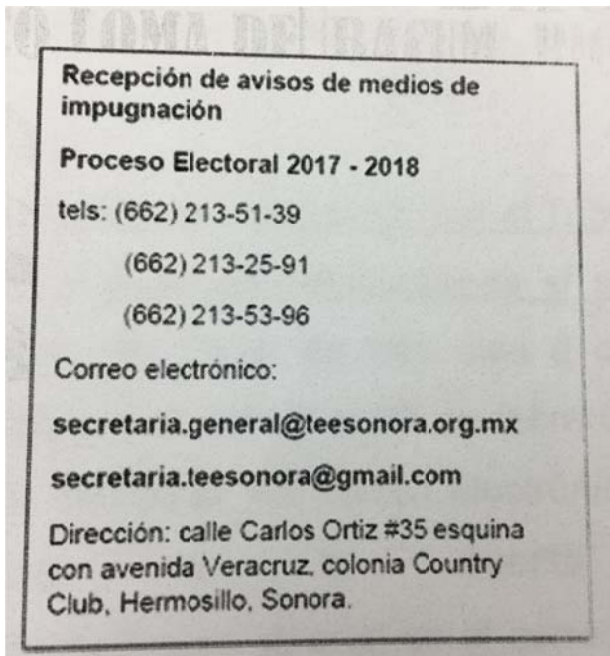 Recepción de avisos de medios de
impugnación
Proceso Electoral 2017 - 2018
tels: (662) 213-51-39
(662) 213-25-91
(662) 213-53-96
Correo electrónico:
secretaria.general@teesonora.org.mx
secretaria.teesonora@gmail.com
Dirección: calle Carlos Ortiz #35 esquina
con avenida Veracruz, colonia Country
Club, Hermosillo, Sonora.